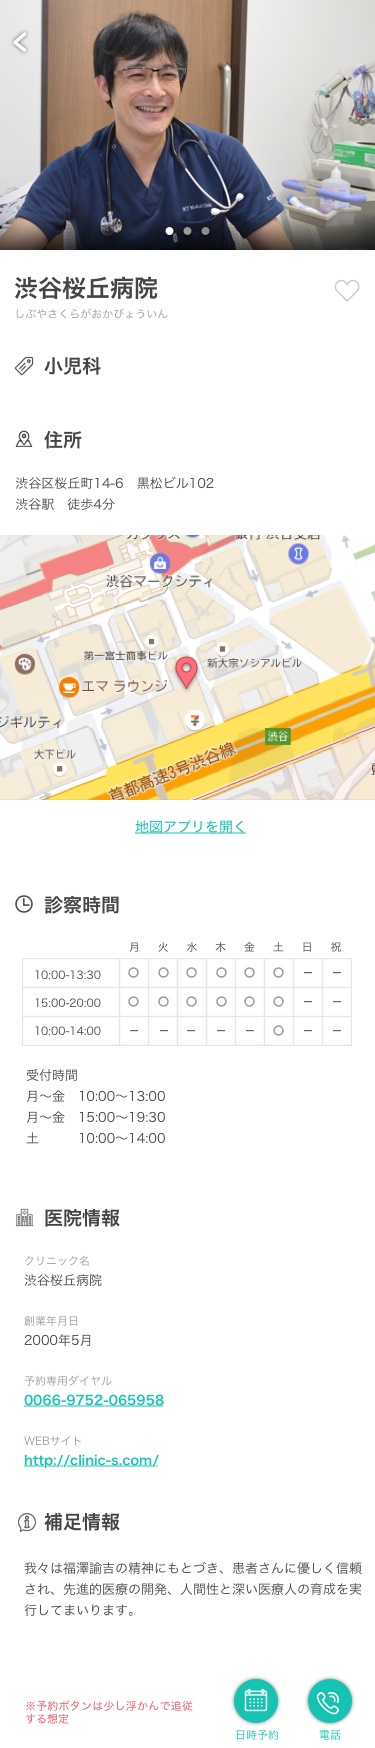 渋谷桜丘病院
しぶやさくらがおかびょういん
小児科
住所
渋谷区桜丘町14-6　黒松ビル102
渋谷駅　徒歩4分
渋谷マークシティ
第一富士商事ビル
新大宗ソシアルビル
エマ ラウンジ
ジギルティ
渋谷
大下ビル
首都高速3号渋谷線
地図アプリを開く
診察時間
月 火 水 木 金 土 日 祝
10:00-13:30 ○ ○ ○ ○ ○ ○ － －
15:00-20:00 ○ ○ ○ ○ ○ ○ － －
10:00-14:00 － － － － － ○ － －
受付時間
月〜金　10:00〜13:00
月〜金　15:00〜19:30
土　　　10:00〜14:00
医院情報
クリニック名
渋谷桜丘病院
創業年月日
2000年5月
予約専用ダイヤル
0066-9752-065958
WEBサイト
http://clinic-s.com/
補足情報
我々は福澤諭吉の精神にもとづき、患者さんに優しく信頼
され、先進的医療の開発、人間性と深い医療人の育成を実
行してまいります。
※予約ボタンは少し浮かんで追従
する想定
日時予約
電話